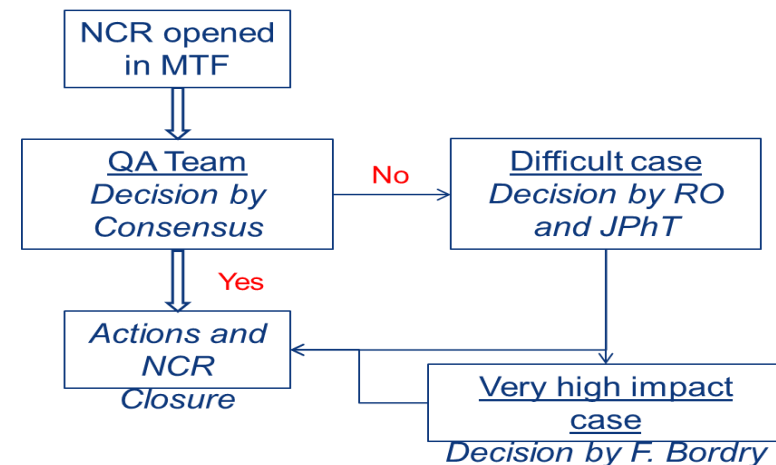 NCR opened
in MTF
QA Team
Decision by
Consensus
No
Difficult case
Decision by RO
and JPhT
Yes
Actions and
NCR
Closure
Very high impact
case
Decision by F. Bordry